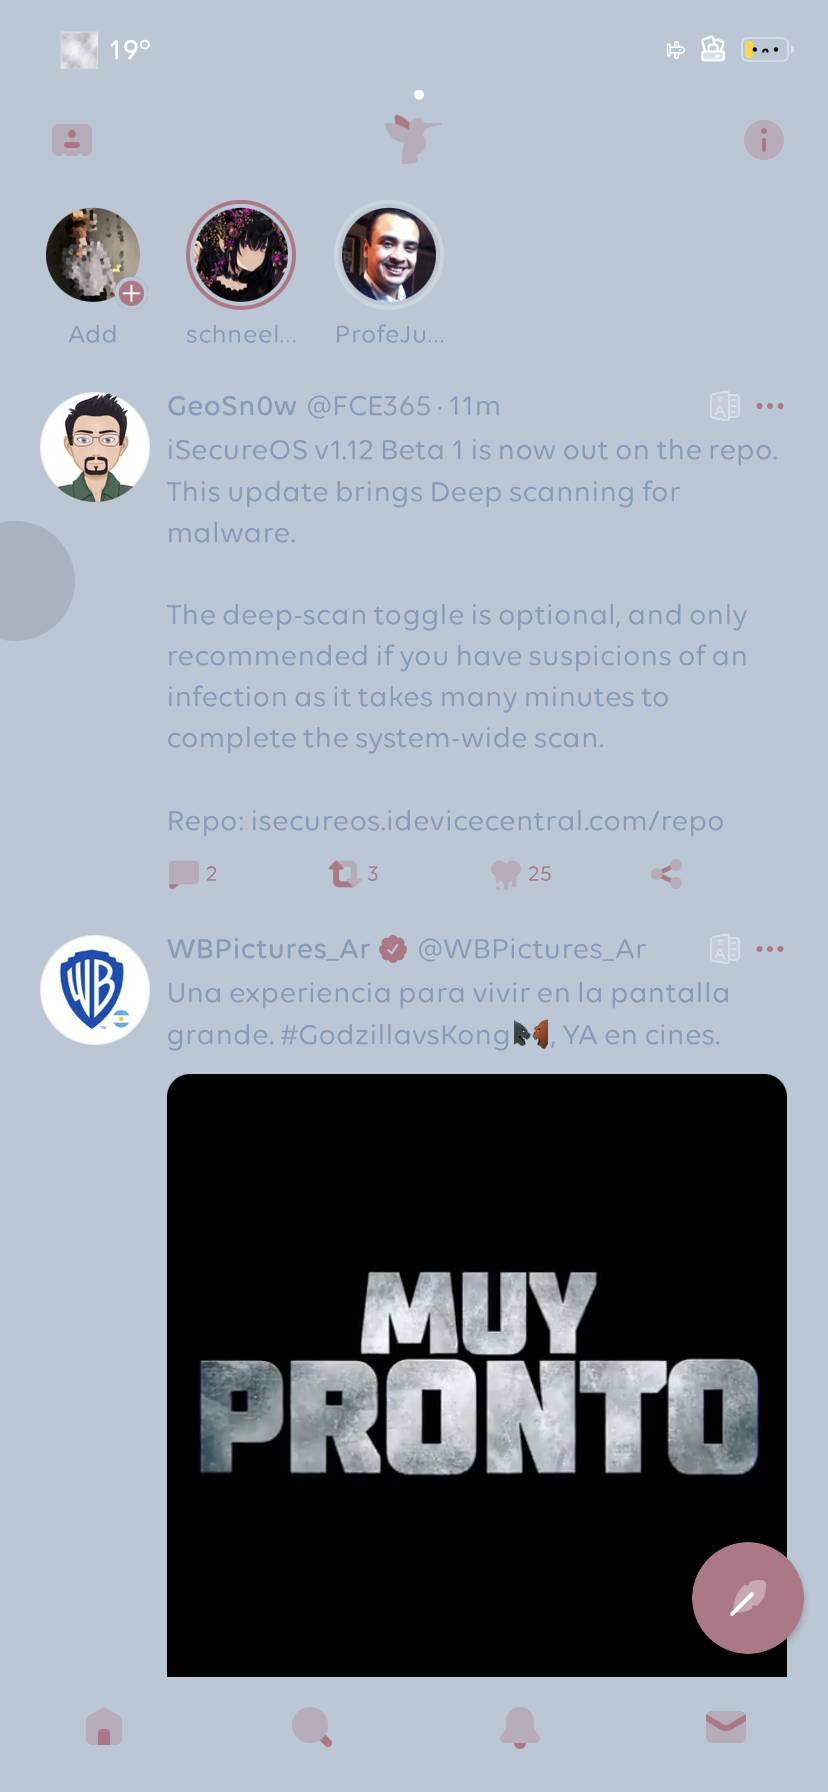 19°
Add
schneel...
ProfeJu...
GeoSn0w @FCE365 · 11m
iSecureOS v1.12 Beta 1 is now out on the repo.
This update brings Deep scanning for
malware.
The deep-scan toggle is optional, and only
recommended if you have suspicions of an
infection as it takes many minutes to
complete the system-wide scan.
Repo: isecureos.idevicecentral.com/repo
2 3 25
WBPictures_Ar @WBPictures_Ar
WB
Una experiencia para vivir en la pantalla
grande. #GodzillavsKong, YA en cines.
MUY
PRONTO